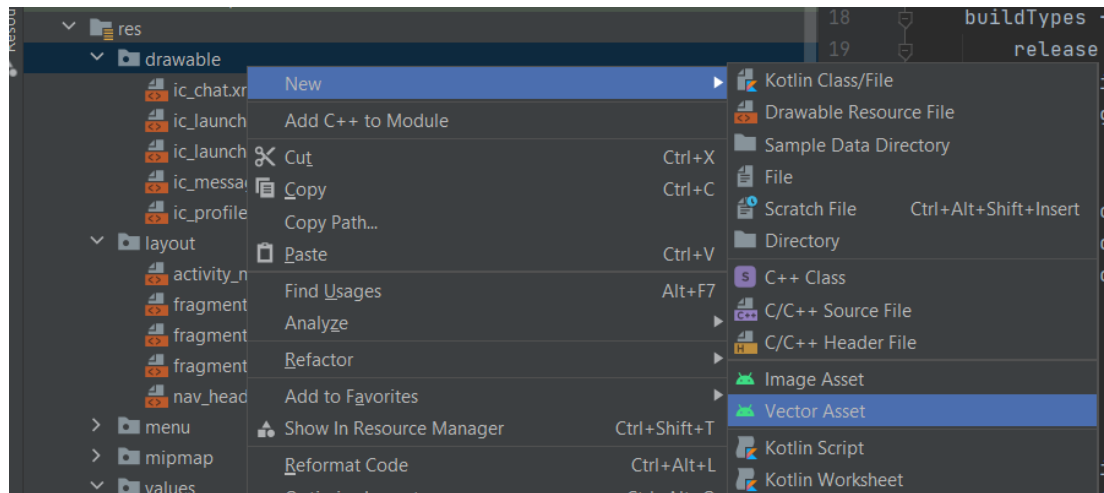 res
drawable
ic_chat.xr
ic_launch
ic_launch
ic_messa
ic_profile
layout
activity_n
fragment
fragment
fragment
nav_head
menu
mipmap
values
New
Add C++ to Module
Cut Ctrl+X
Copy Ctrl+C
Copy Path...
Paste Ctrl+V
Find Usages Alt+F7
Analyze
Refactor
Add to Favorites
Show In Resource Manager Ctrl+Shift+T
Reformat Code Ctrl+Alt+L
Kotlin Class/File
Drawable Resource File
Sample Data Directory
File
Scratch File Ctrl+Alt+Shift+Insert
Directory
S C++ Class
C/C++ Source File
C/C++ Header File
Image Asset
Vector Asset
Kotlin Script
Kotlin Worksheet
18 buildTypes
19 release